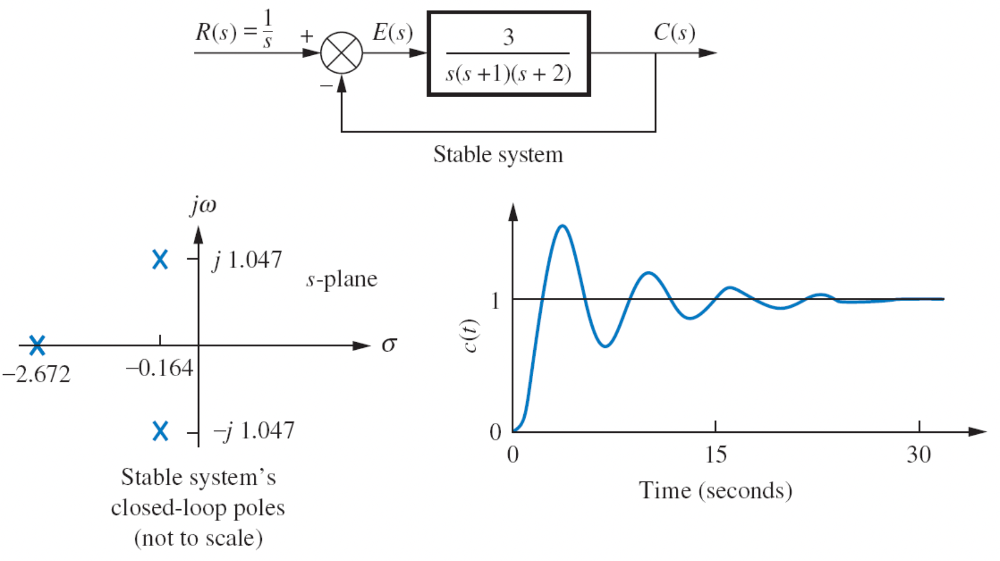 R(s) = 1/s
+
−
E(s)
3
s(s +1)(s + 2)
C(s)
Stable system
jω
j 1.047
s-plane
σ
−2.672
−0.164
−j 1.047
Stable system’s
closed-loop poles
(not to scale)
c(t)
1
0
0
15
30
Time (seconds)